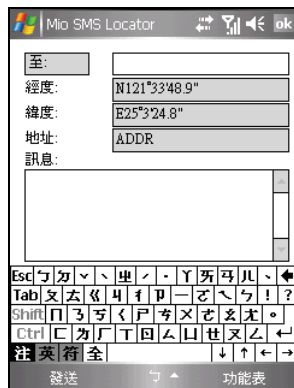 Mio SMS Locator ok
至:
經度: N121°33'48.9"
緯度: E25°3'24.8"
地址: ADDR
訊息:
Esc ㄅ ㄉ ˇ ˋ ㄓ ˊ ˙ ㄚ ㄞ ㄢ ㄦ 、
Tab ㄆ ㄊ ㄍ ㄐ ㄔ ㄗ ㄧ ㄛ ㄟ ㄣ ! ?
Shift ㄇ ㄋ ㄎ ㄑ ㄕ ㄘ ㄨ ㄜ ㄠ ㄤ 。
Ctrl ㄈ ㄌ ㄏ ㄒ ㄖ ㄙ ㄩ ㄝ ㄡ ㄥ ↵
注 英 符 全 ↓ ↑ ← →
發送 ㄅ 功能表